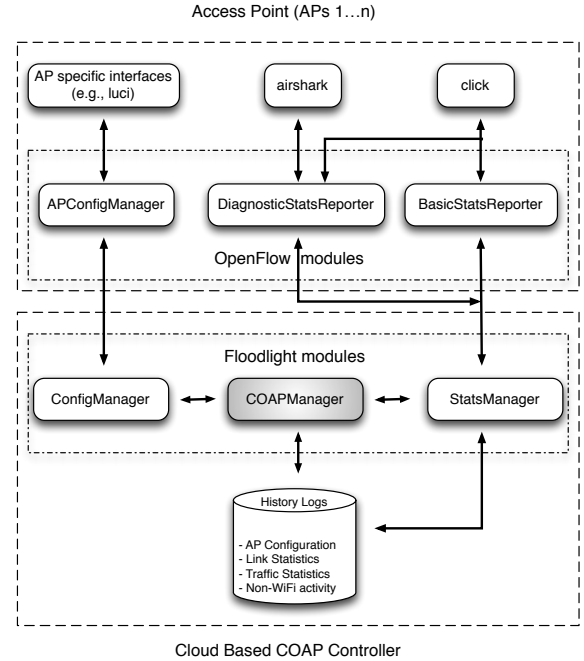 Access Point (APs 1...n)
AP specific interfaces
(e.g., luci)
airshark
click
APConfigManager
DiagnosticStatsReporter
BasicStatsReporter
OpenFlow modules
Floodlight modules
ConfigManager
COAPManager
StatsManager
History Logs
- AP Configuration
- Link Statistics
- Traffic Statistics
- Non-WiFi activity
Cloud Based COAP Controller